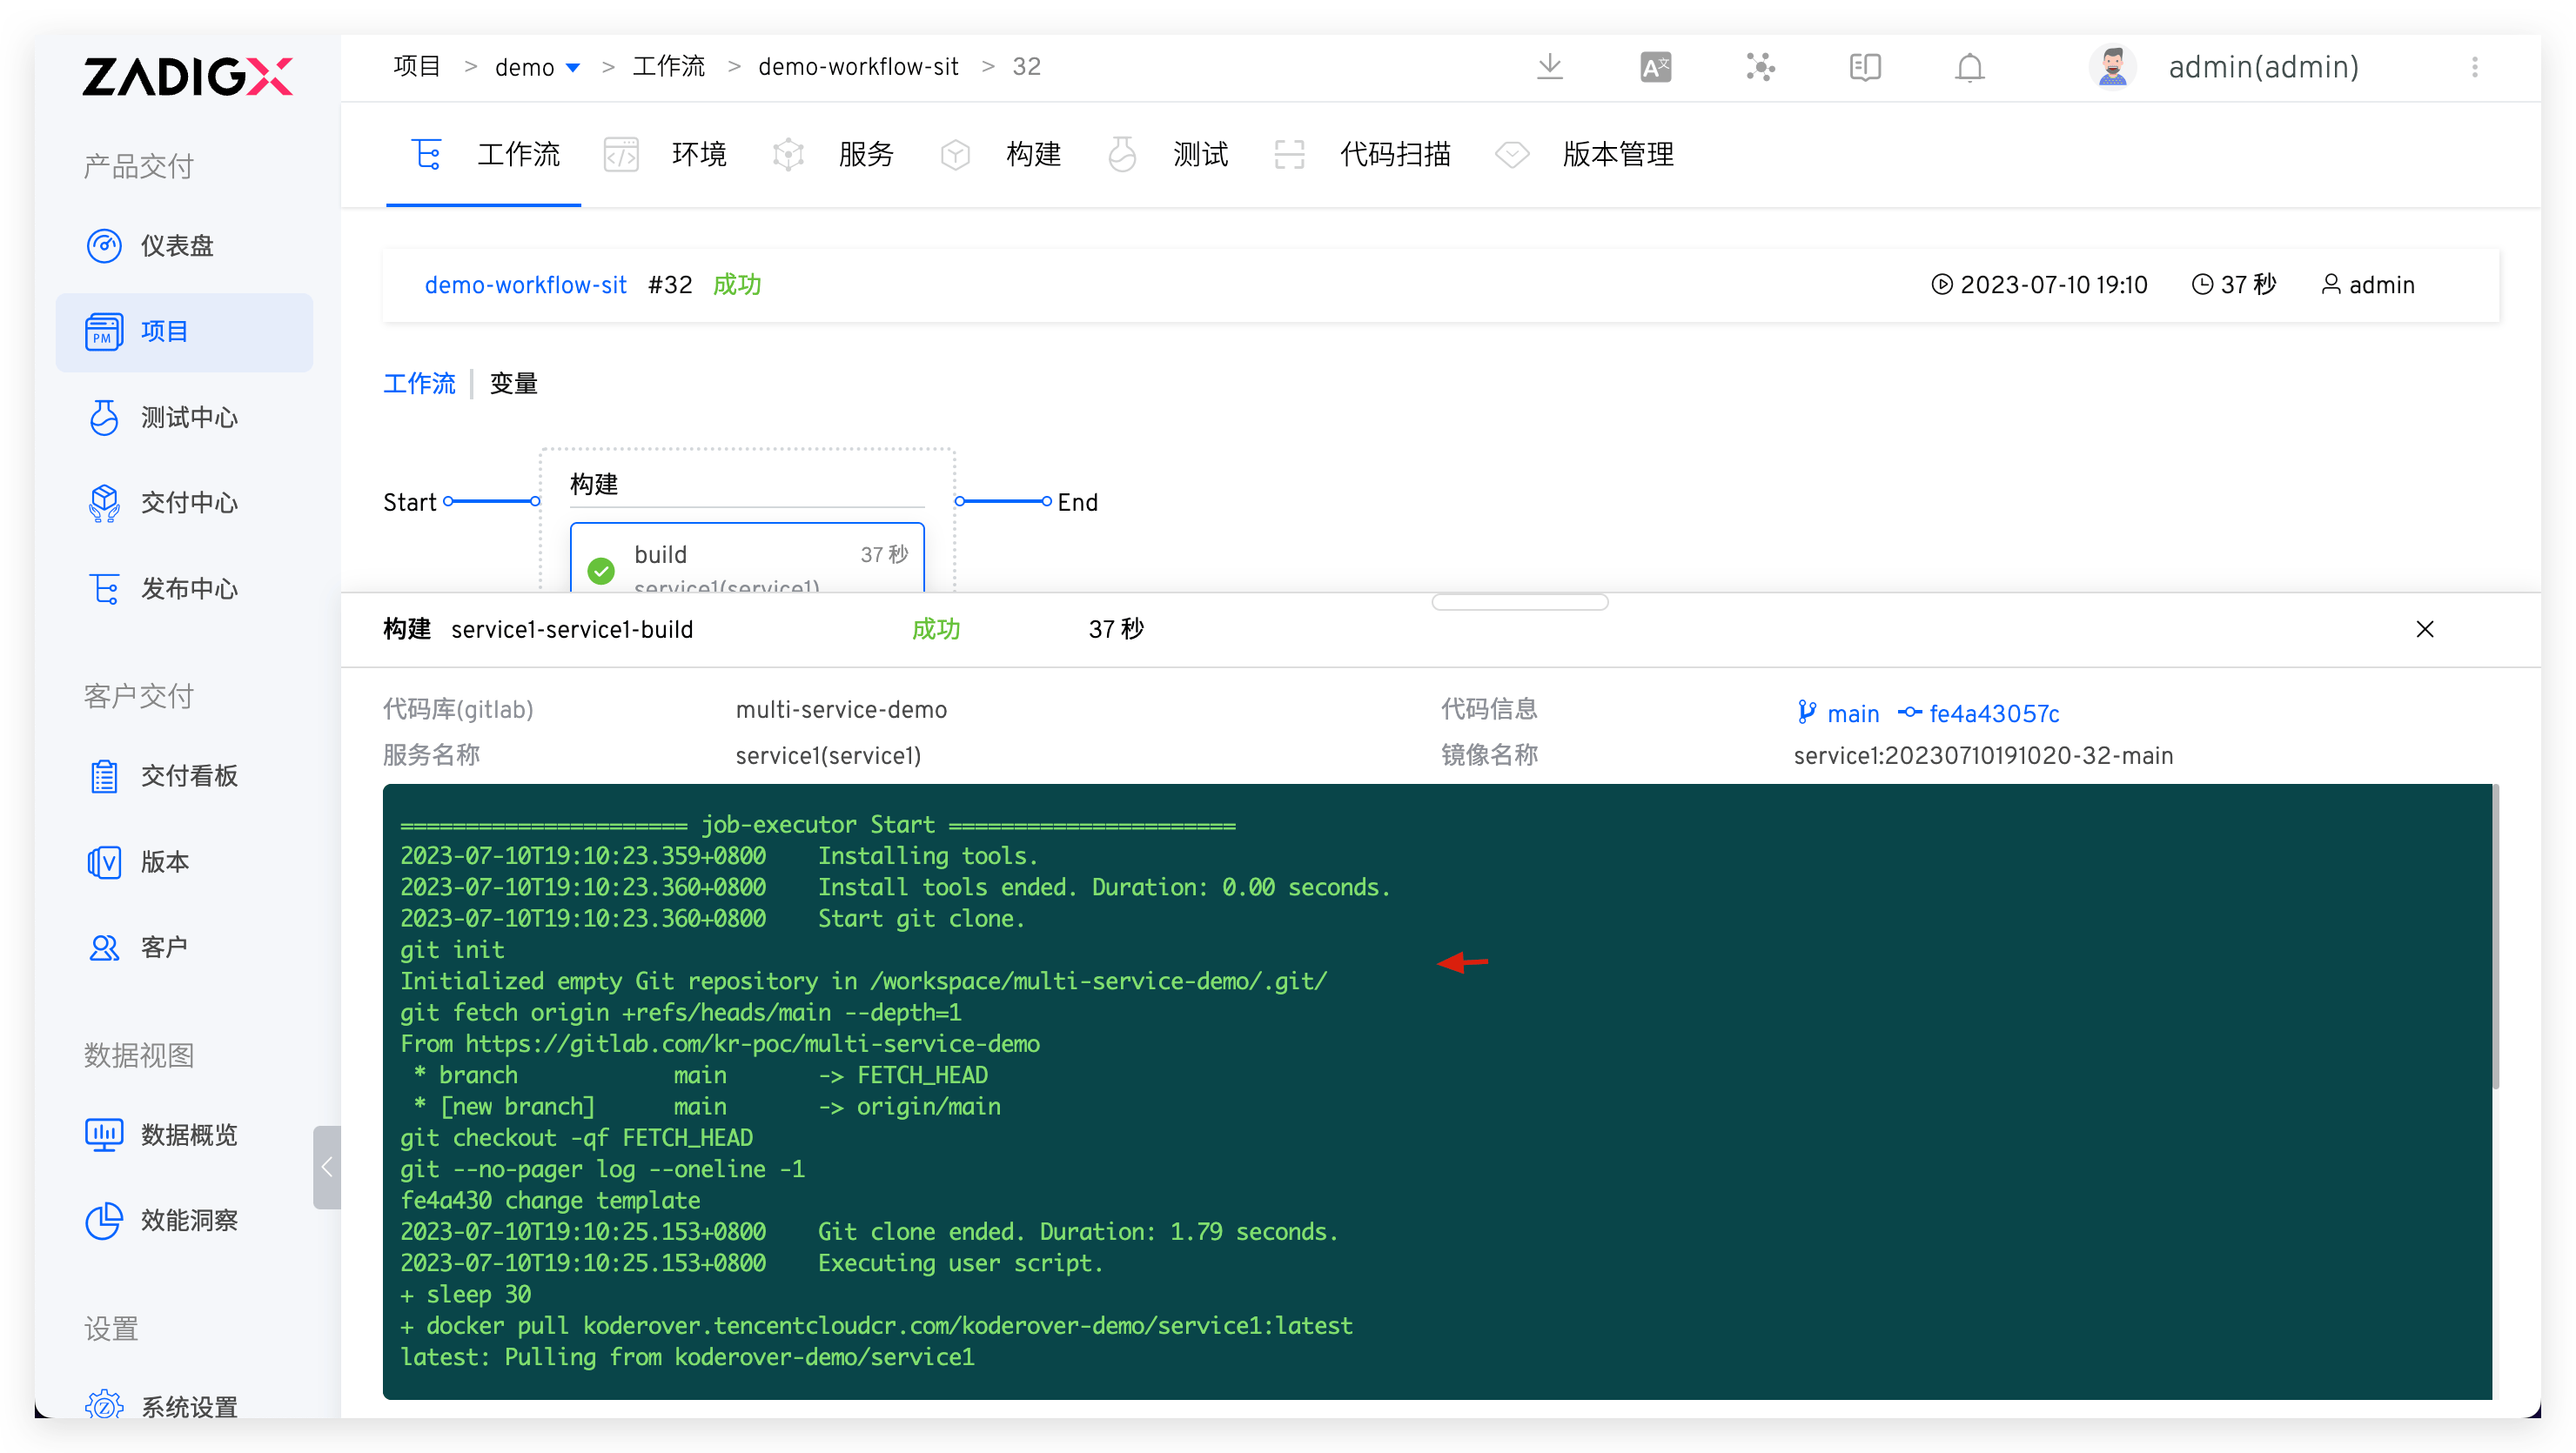 ZADIGX
项目 > demo > 工作流 > demo-workflow-sit > 32
admin(admin)
产品交付
仪表盘
项目
测试中心
交付中心
发布中心
客户交付
交付看板
版本
客户
数据视图
数据概览
效能洞察
设置
系统设置
工作流 环境 服务 构建 测试 代码扫描 版本管理
demo-workflow-sit #32 成功 2023-07-10 19:10 37 秒 admin
工作流 | 变量
Start
构建
build 37 秒
service1(service1)
End
构建 service1-service1-build 成功 37 秒
代码库(gitlab) multi-service-demo 代码信息 main fe4a43057c
服务名称 service1(service1) 镜像名称 service1:20230710191020-32-main
====================== job-executor Start ======================
2023-07-10T19:10:23.359+0800 Installing tools.
2023-07-10T19:10:23.360+0800 Install tools ended. Duration: 0.00 seconds.
2023-07-10T19:10:23.360+0800 Start git clone.
git init
Initialized empty Git repository in /workspace/multi-service-demo/.git/
git fetch origin +refs/heads/main --depth=1
From https://gitlab.com/kr-poc/multi-service-demo
* branch main -> FETCH_HEAD
* [new branch] main -> origin/main
git checkout -qf FETCH_HEAD
git --no-pager log --oneline -1
fe4a430 change template
2023-07-10T19:10:25.153+0800 Git clone ended. Duration: 1.79 seconds.
2023-07-10T19:10:25.153+0800 Executing user script.
+ sleep 30
+ docker pull koderover.tencentcloudcr.com/koderover-demo/service1:latest
latest: Pulling from koderover-demo/service1